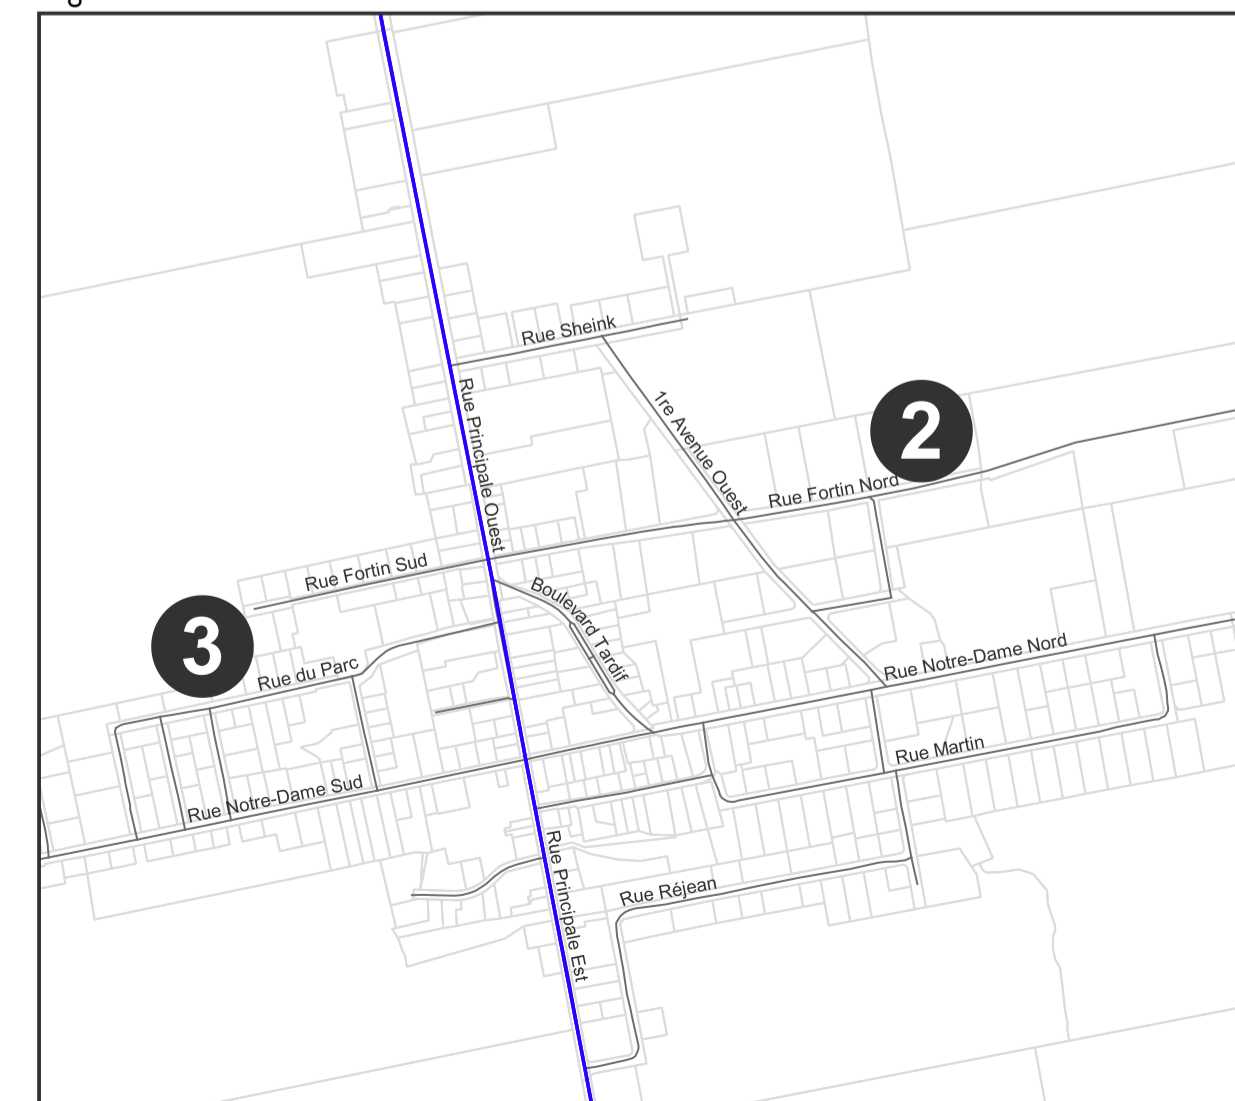 Rue Sheink
Rue Principale Ouest
1re Avenue Ouest
2
Rue Fortin Nord
Rue Fortin Sud
Boulevard Tardif
3
Rue du Parc
Rue Notre-Dame Nord
Rue Martin
Rue Notre-Dame Sud
Rue Principale Est
Rue Réjean